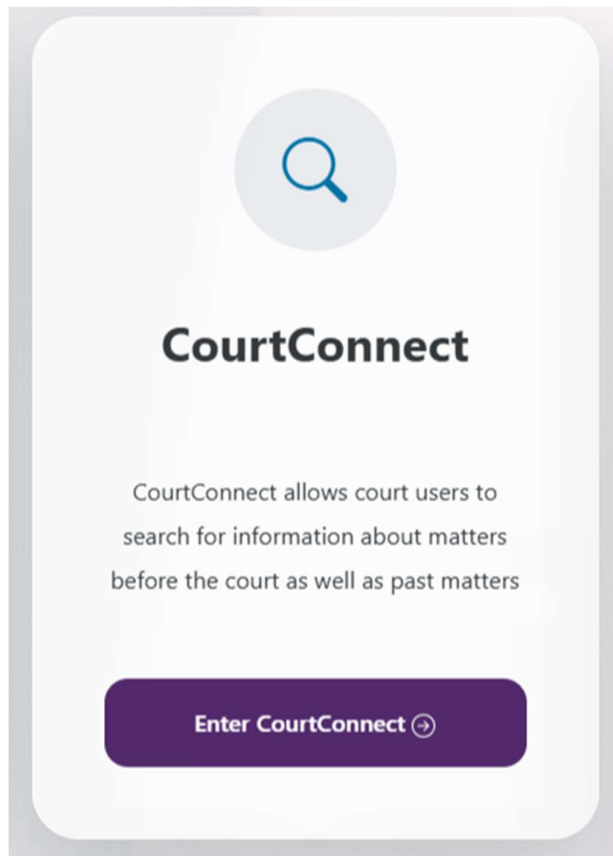 CourtConnect
CourtConnect allows court users to
search for information about matters
before the court as well as past matters
Enter CourtConnect